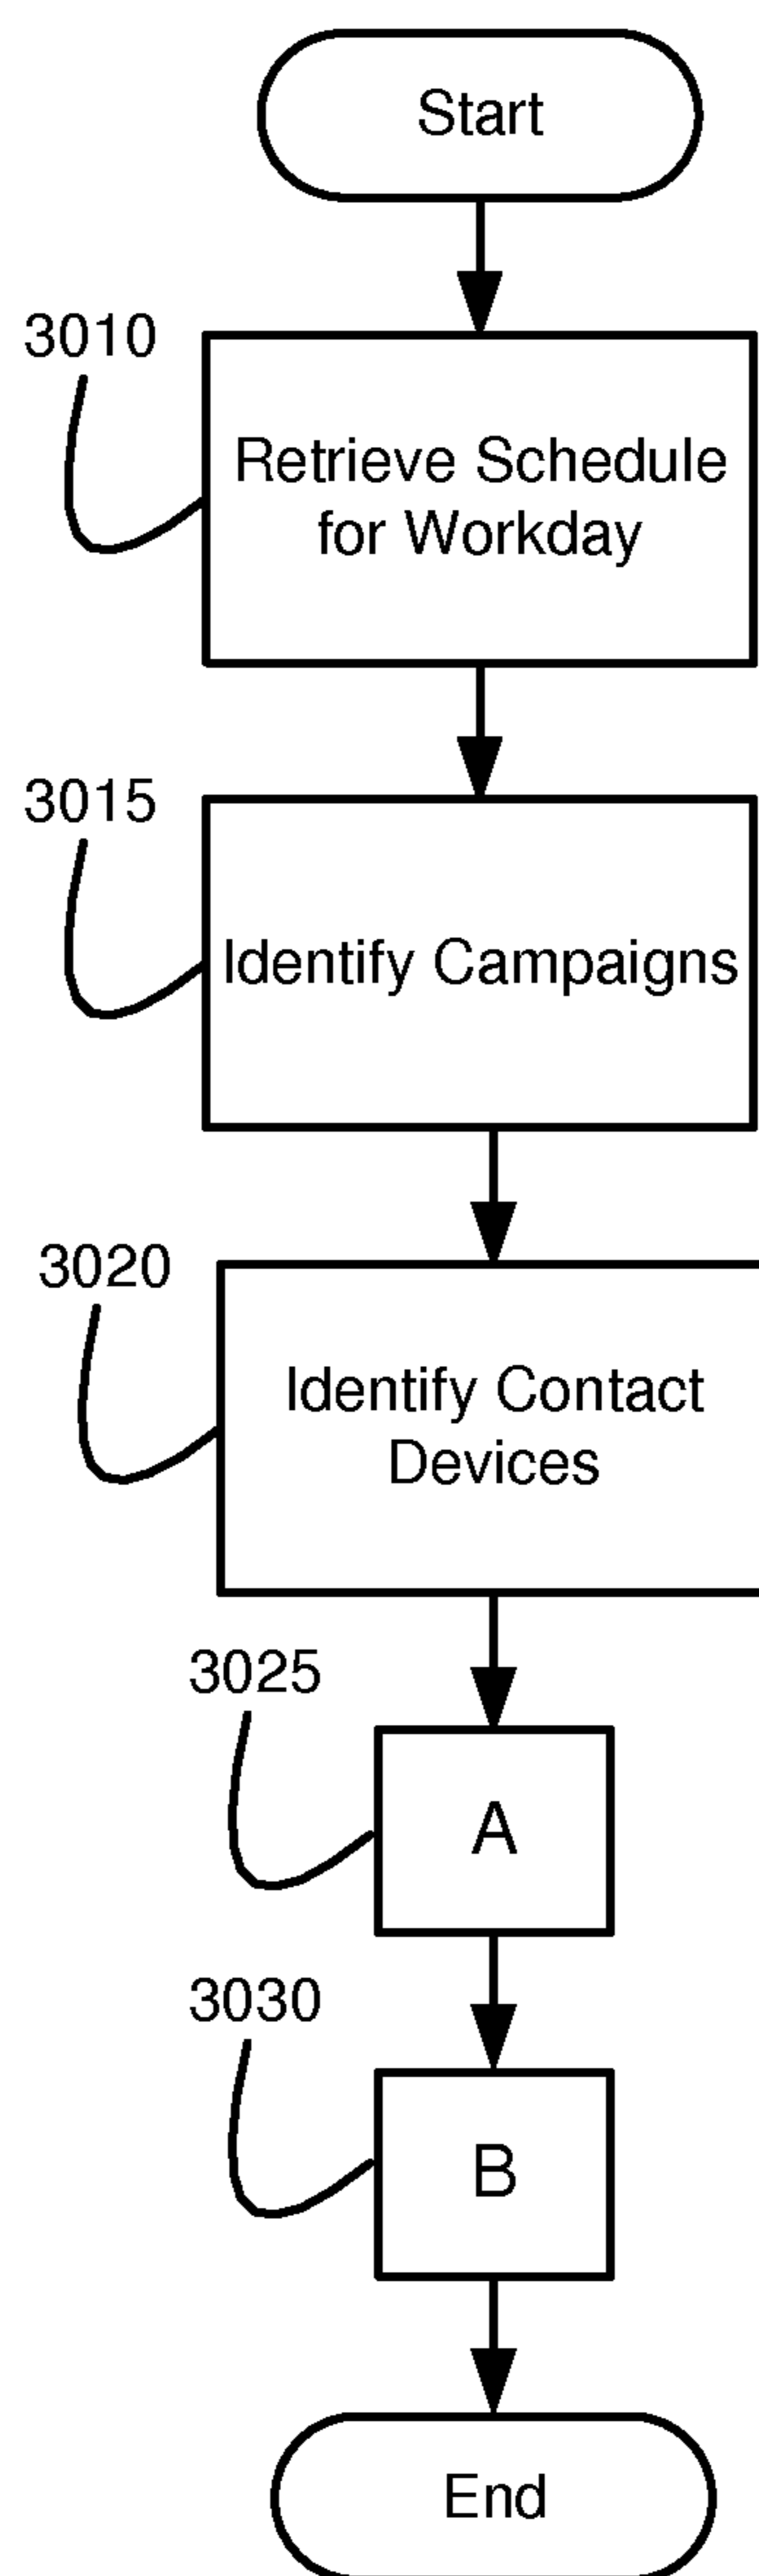 Start
3010
Retrieve Schedule
for Workday
3015
Identify Campaigns
3020
Identify Contact
Devices
3025
A
3030
B
End